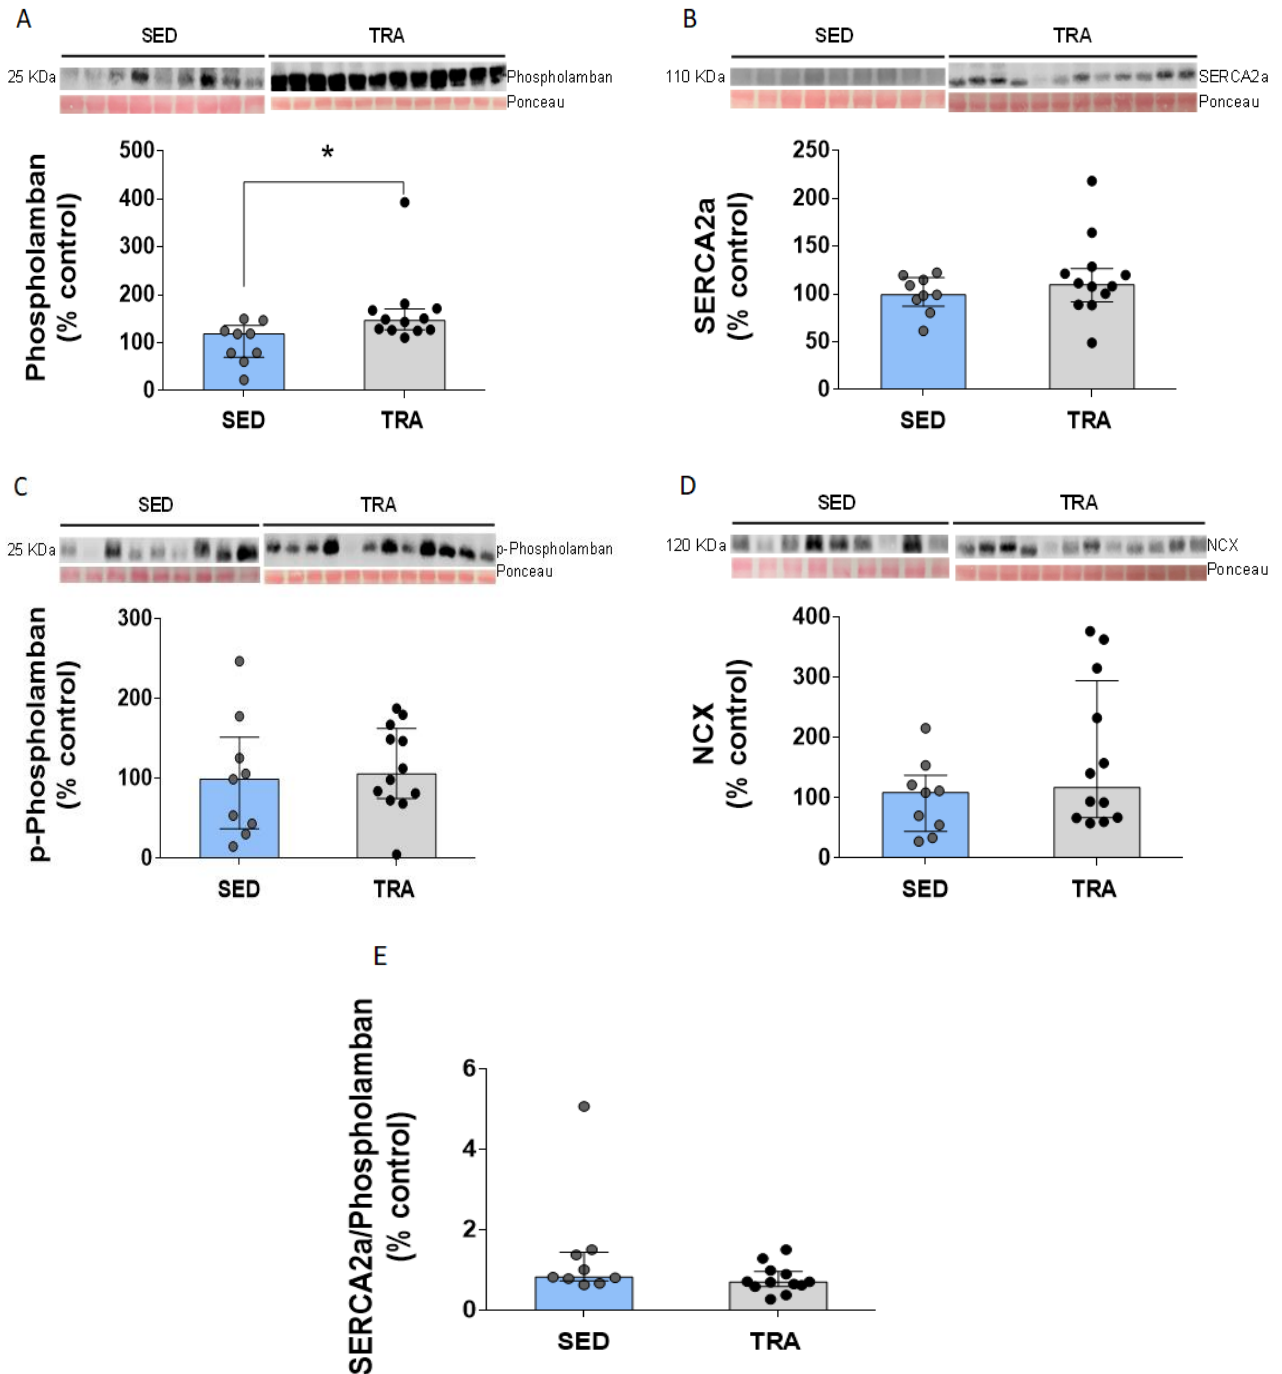 A
SED TRA
25 KDa Phospholamban
Ponceau
Phospholamban
(% control)
500
400
300
200
100
0
*
SED TRA
B
SED TRA
110 KDa SERCA2a
Ponceau
SERCA2a
(% control)
250
200
150
100
50
0
SED TRA
C
SED TRA
25 KDa p-Phospholamban
Ponceau
p-Phospholamban
(% control)
300
200
100
0
SED TRA
D
SED TRA
120 KDa NCX
Ponceau
NCX
(% control)
400
300
200
100
0
SED TRA
E
SERCA2a/Phospholamban
(% control)
6
4
2
0
SED TRA